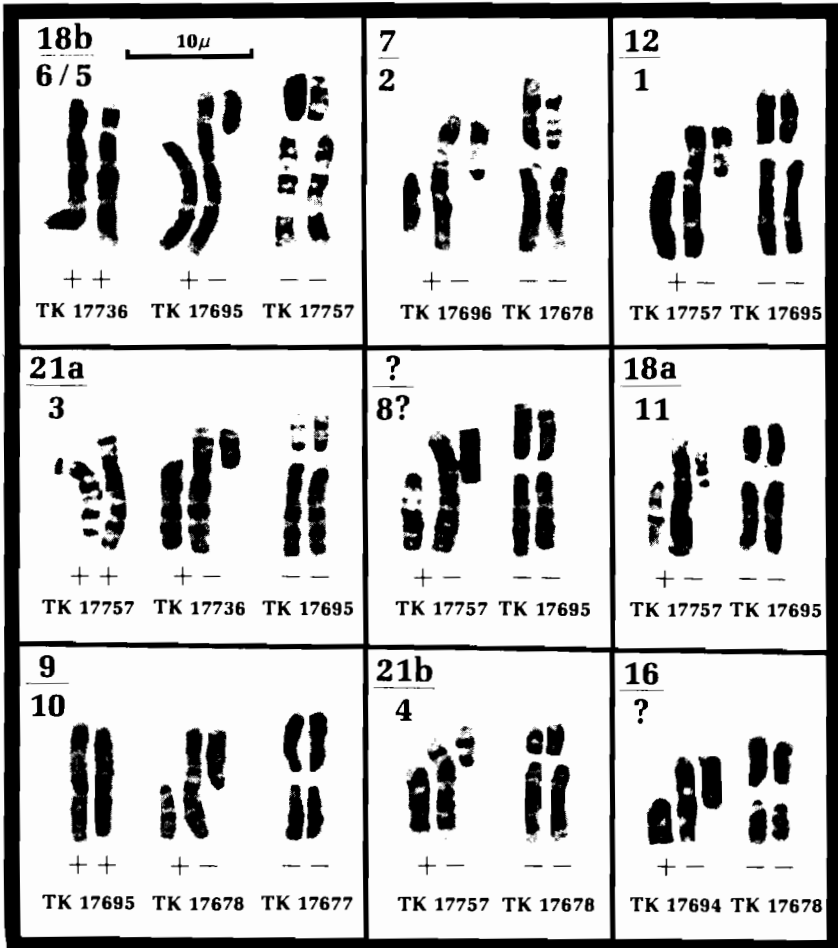 18b
10μ
6/5
+ + + − − −
TK 17736 TK 17695 TK 17757
7
2
+ − − −
TK 17696 TK 17678
12
1
+ − − −
TK 17757 TK 17695
21a
3
+ + + − − −
TK 17757 TK 17736 TK 17695
?
8?
+ − − −
TK 17757 TK 17695
18a
11
+ − − −
TK 17757 TK 17695
9
10
+ + + − − −
TK 17695 TK 17678 TK 17677
21b
4
+ − − −
TK 17757 TK 17678
16
?
+ − − −
TK 17694 TK 17678